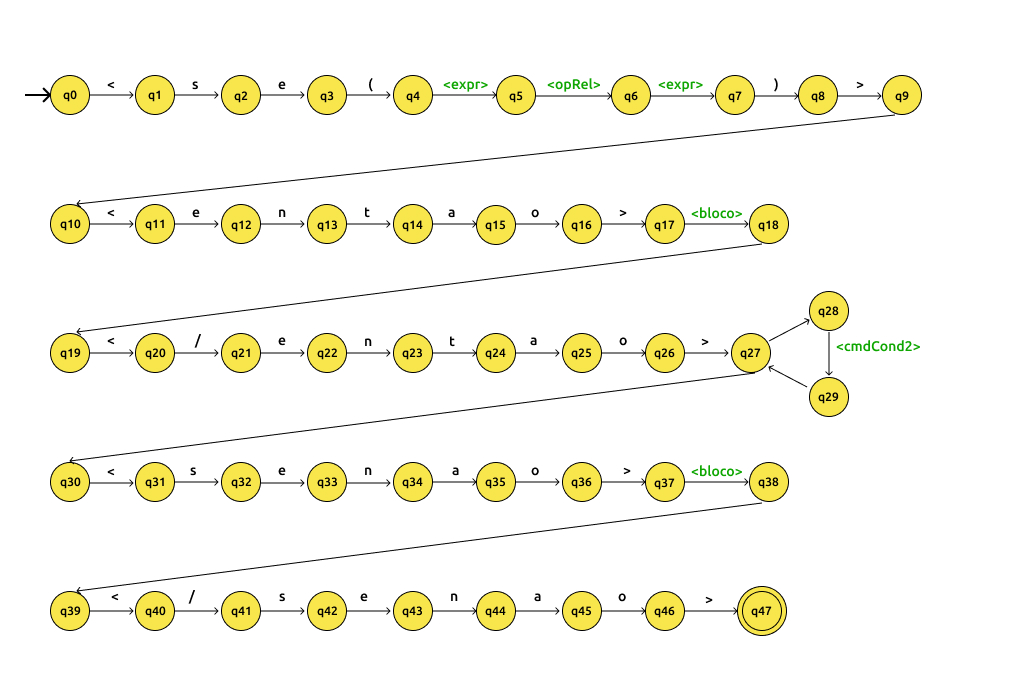 < s e ( <expr> <opRel> <expr> ) >
q0 q1 q2 q3 q4 q5 q6 q7 q8 q9
< e n t a o > <bloco>
q10 q11 q12 q13 q14 q15 q16 q17 q18
q28
< / e n t a o > <cmdCond2>
q19 q20 q21 q22 q23 q24 q25 q26 q27
q29
< s e n a o > <bloco>
q30 q31 q32 q33 q34 q35 q36 q37 q38
< / s e n a o >
q39 q40 q41 q42 q43 q44 q45 q46 q47